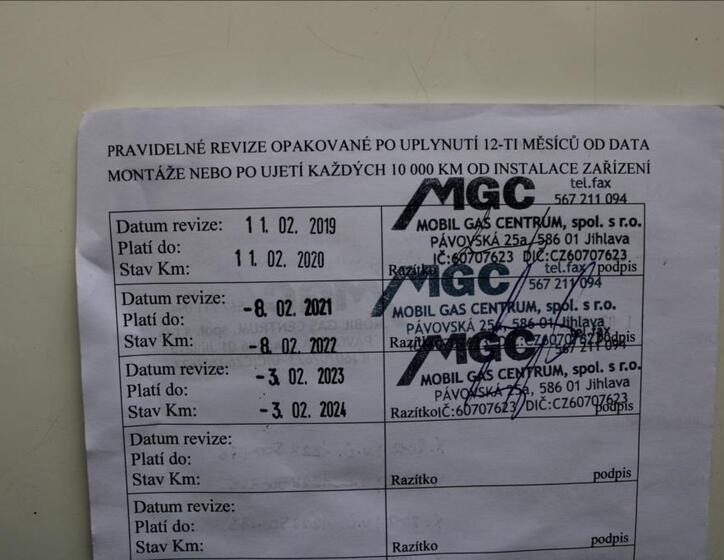 PRAVIDELNÉ REVIZE OPAKOVANÉ PO UPLYNUTÍ 12-TI MĚSÍCŮ OD DATA
MONTÁŽE NEBO PO UJETÍ KAŽDÝCH 10 000 KM OD INSTALACE ZAŘÍZENÍ
Datum revize: 11. 02. 2019
Platí do:
11. 02. 2020
Stav Km:
MGC tel.fax
567 211 094
MOBIL GAS CENTRUM, spol. s r.o.
PÁVOVSKÁ 25a, 586 01 Jihlava
IČ:60707623 DIČ:CZ60707623
Razítko podpis
Datum revize: -8. 02. 2021
Platí do:
Stav Km: -8. 02. 2022
MGC tel.fax
567 211 094
MOBIL GAS CENTRUM, spol. s r.o.
PÁVOVSKÁ 25a, 586 01 Jihlava
Razítko CZ60707623
Datum revize: -3. 02. 2023
Platí do:
Stav Km: -3. 02. 2024
MGC tel.fax
567 211 094
MOBIL GAS CENTRUM, spol. s r.o.
PÁVOVSKÁ 25a, 586 01 Jihlava
Razítko IČ:60707623 DIČ:CZ60707623 podpis
Datum revize:
Platí do:
Stav Km:
Razítko podpis
Datum revize:
Platí do:
Stav Km:
Razítko podpis